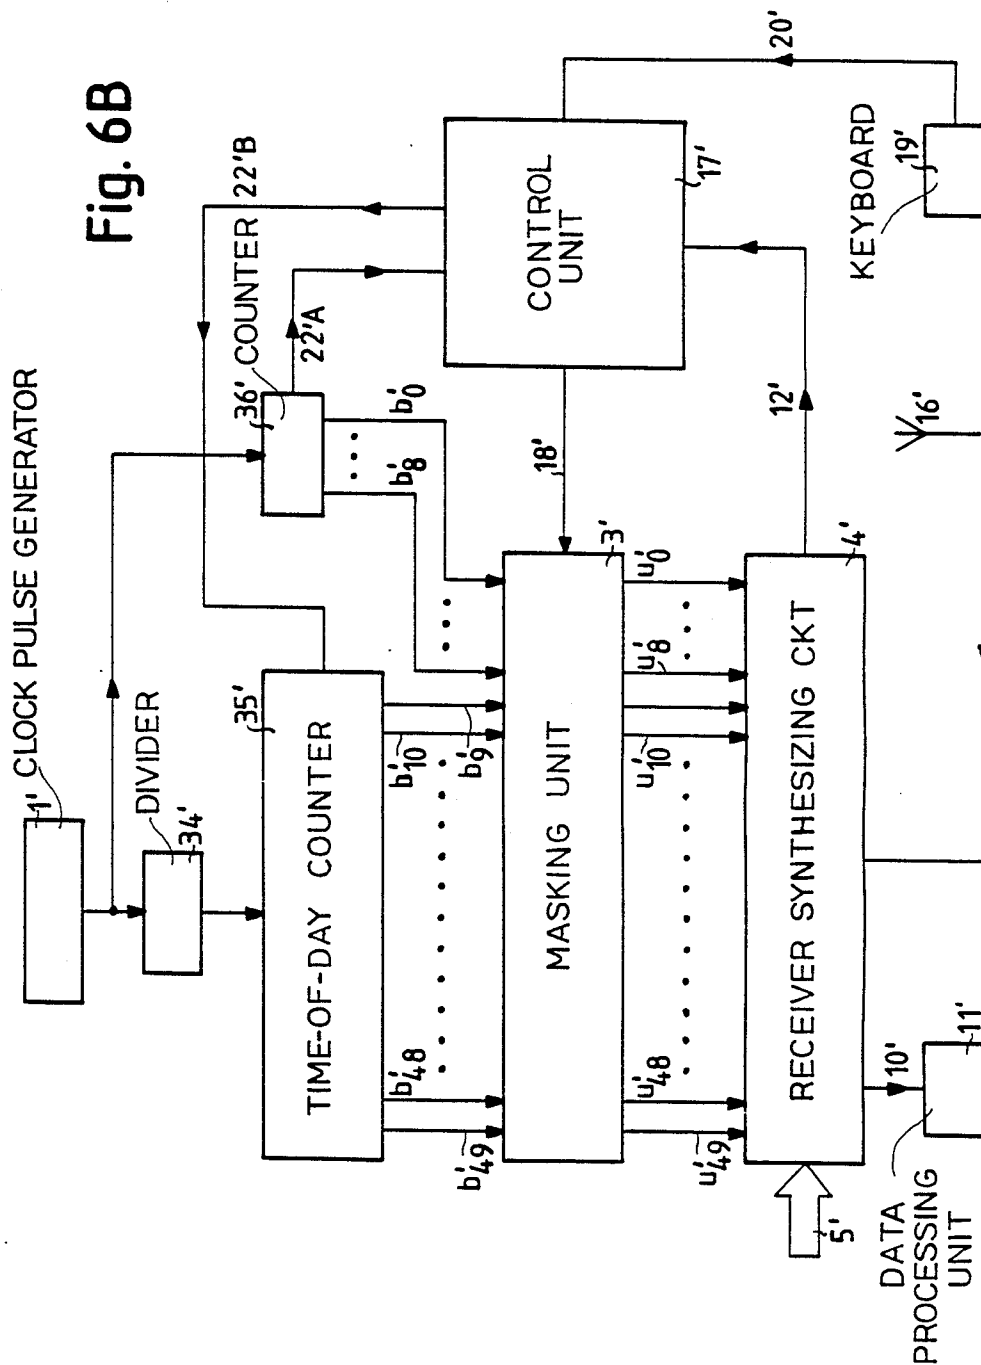 Fig. 6B
CLOCK PULSE GENERATOR
1'
DIVIDER
34'
COUNTER
36'
22'B
22'A
TIME-OF-DAY COUNTER
35'
b'49
b'48
b'10
b'9
b'8
b'0
MASKING UNIT
3'
18'
CONTROL
UNIT
17'
20'
u'49
u'48
u'10
u'8
u'0
RECEIVER SYNTHESIZING CKT
4'
12'
5'
10'
DATA
PROCESSING
UNIT
11'
16'
KEYBOARD
19'